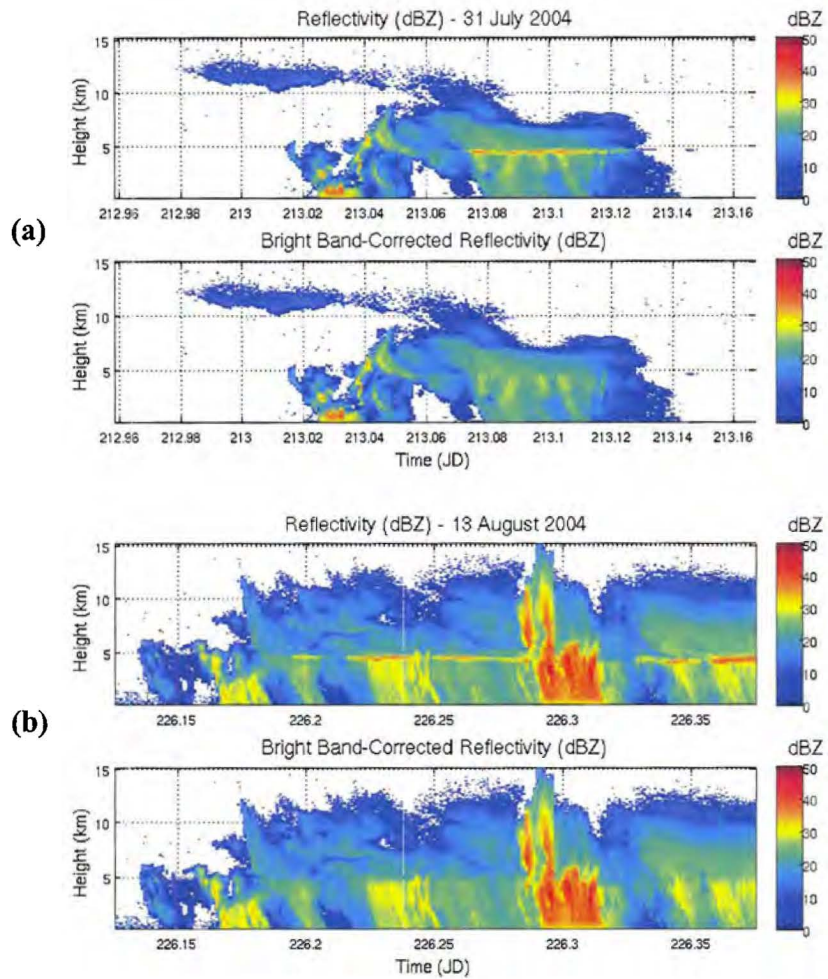 Reflectivity (dBZ) - 31 July 2004
dBZ
15
10
5
Height (km)
50
40
30
20
10
0
212.96 212.98 213 213.02 213.04 213.06 213.08 213.1 213.12 213.14 213.16
(a)
Bright Band-Corrected Reflectivity (dBZ)
dBZ
15
10
5
Height (km)
50
40
30
20
10
0
212.96 212.98 213 213.02 213.04 213.06 213.08 213.1 213.12 213.14 213.16
Time (JD)
Reflectivity (dBZ) - 13 August 2004
dBZ
15
10
5
Height (km)
50
40
30
20
10
0
226.15 226.2 226.25 226.3 226.35
(b)
Bright Band-Corrected Reflectivity (dBZ)
dBZ
15
10
5
Height (km)
50
40
30
20
10
0
226.15 226.2 226.25 226.3 226.35
Time (JD)